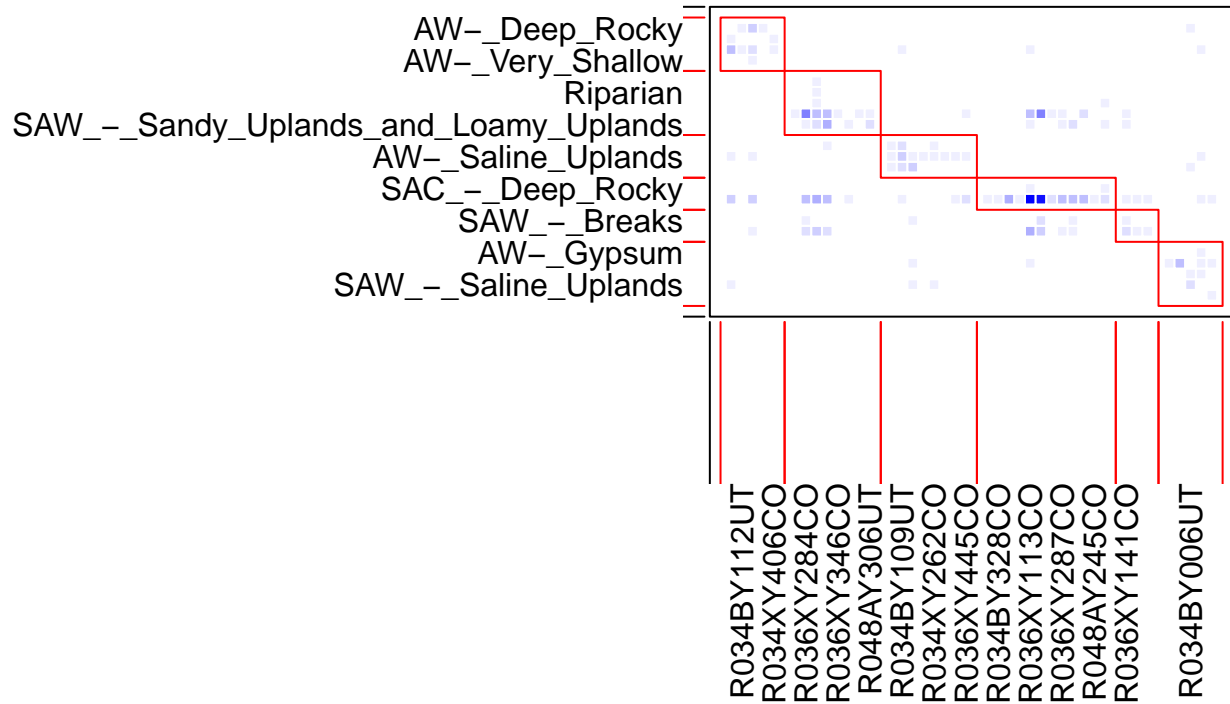 AW-_Deep_Rocky
AW-_Very_Shallow
Riparian
SAW_-_Sandy_Uplands_and_Loamy_Uplands
AW-_Saline_Uplands
SAC_-_Deep_Rocky
SAW_-_Breaks
AW-_Gypsum
SAW_-_Saline_Uplands
R034BY112UT
R034XY406CO
R036XY284CO
R036XY346CO
R048AY306UT
R034BY109UT
R034XY262CO
R036XY445CO
R034BY328CO
R036XY113CO
R036XY287CO
R048AY245CO
R036XY141CO
R034BY006UT